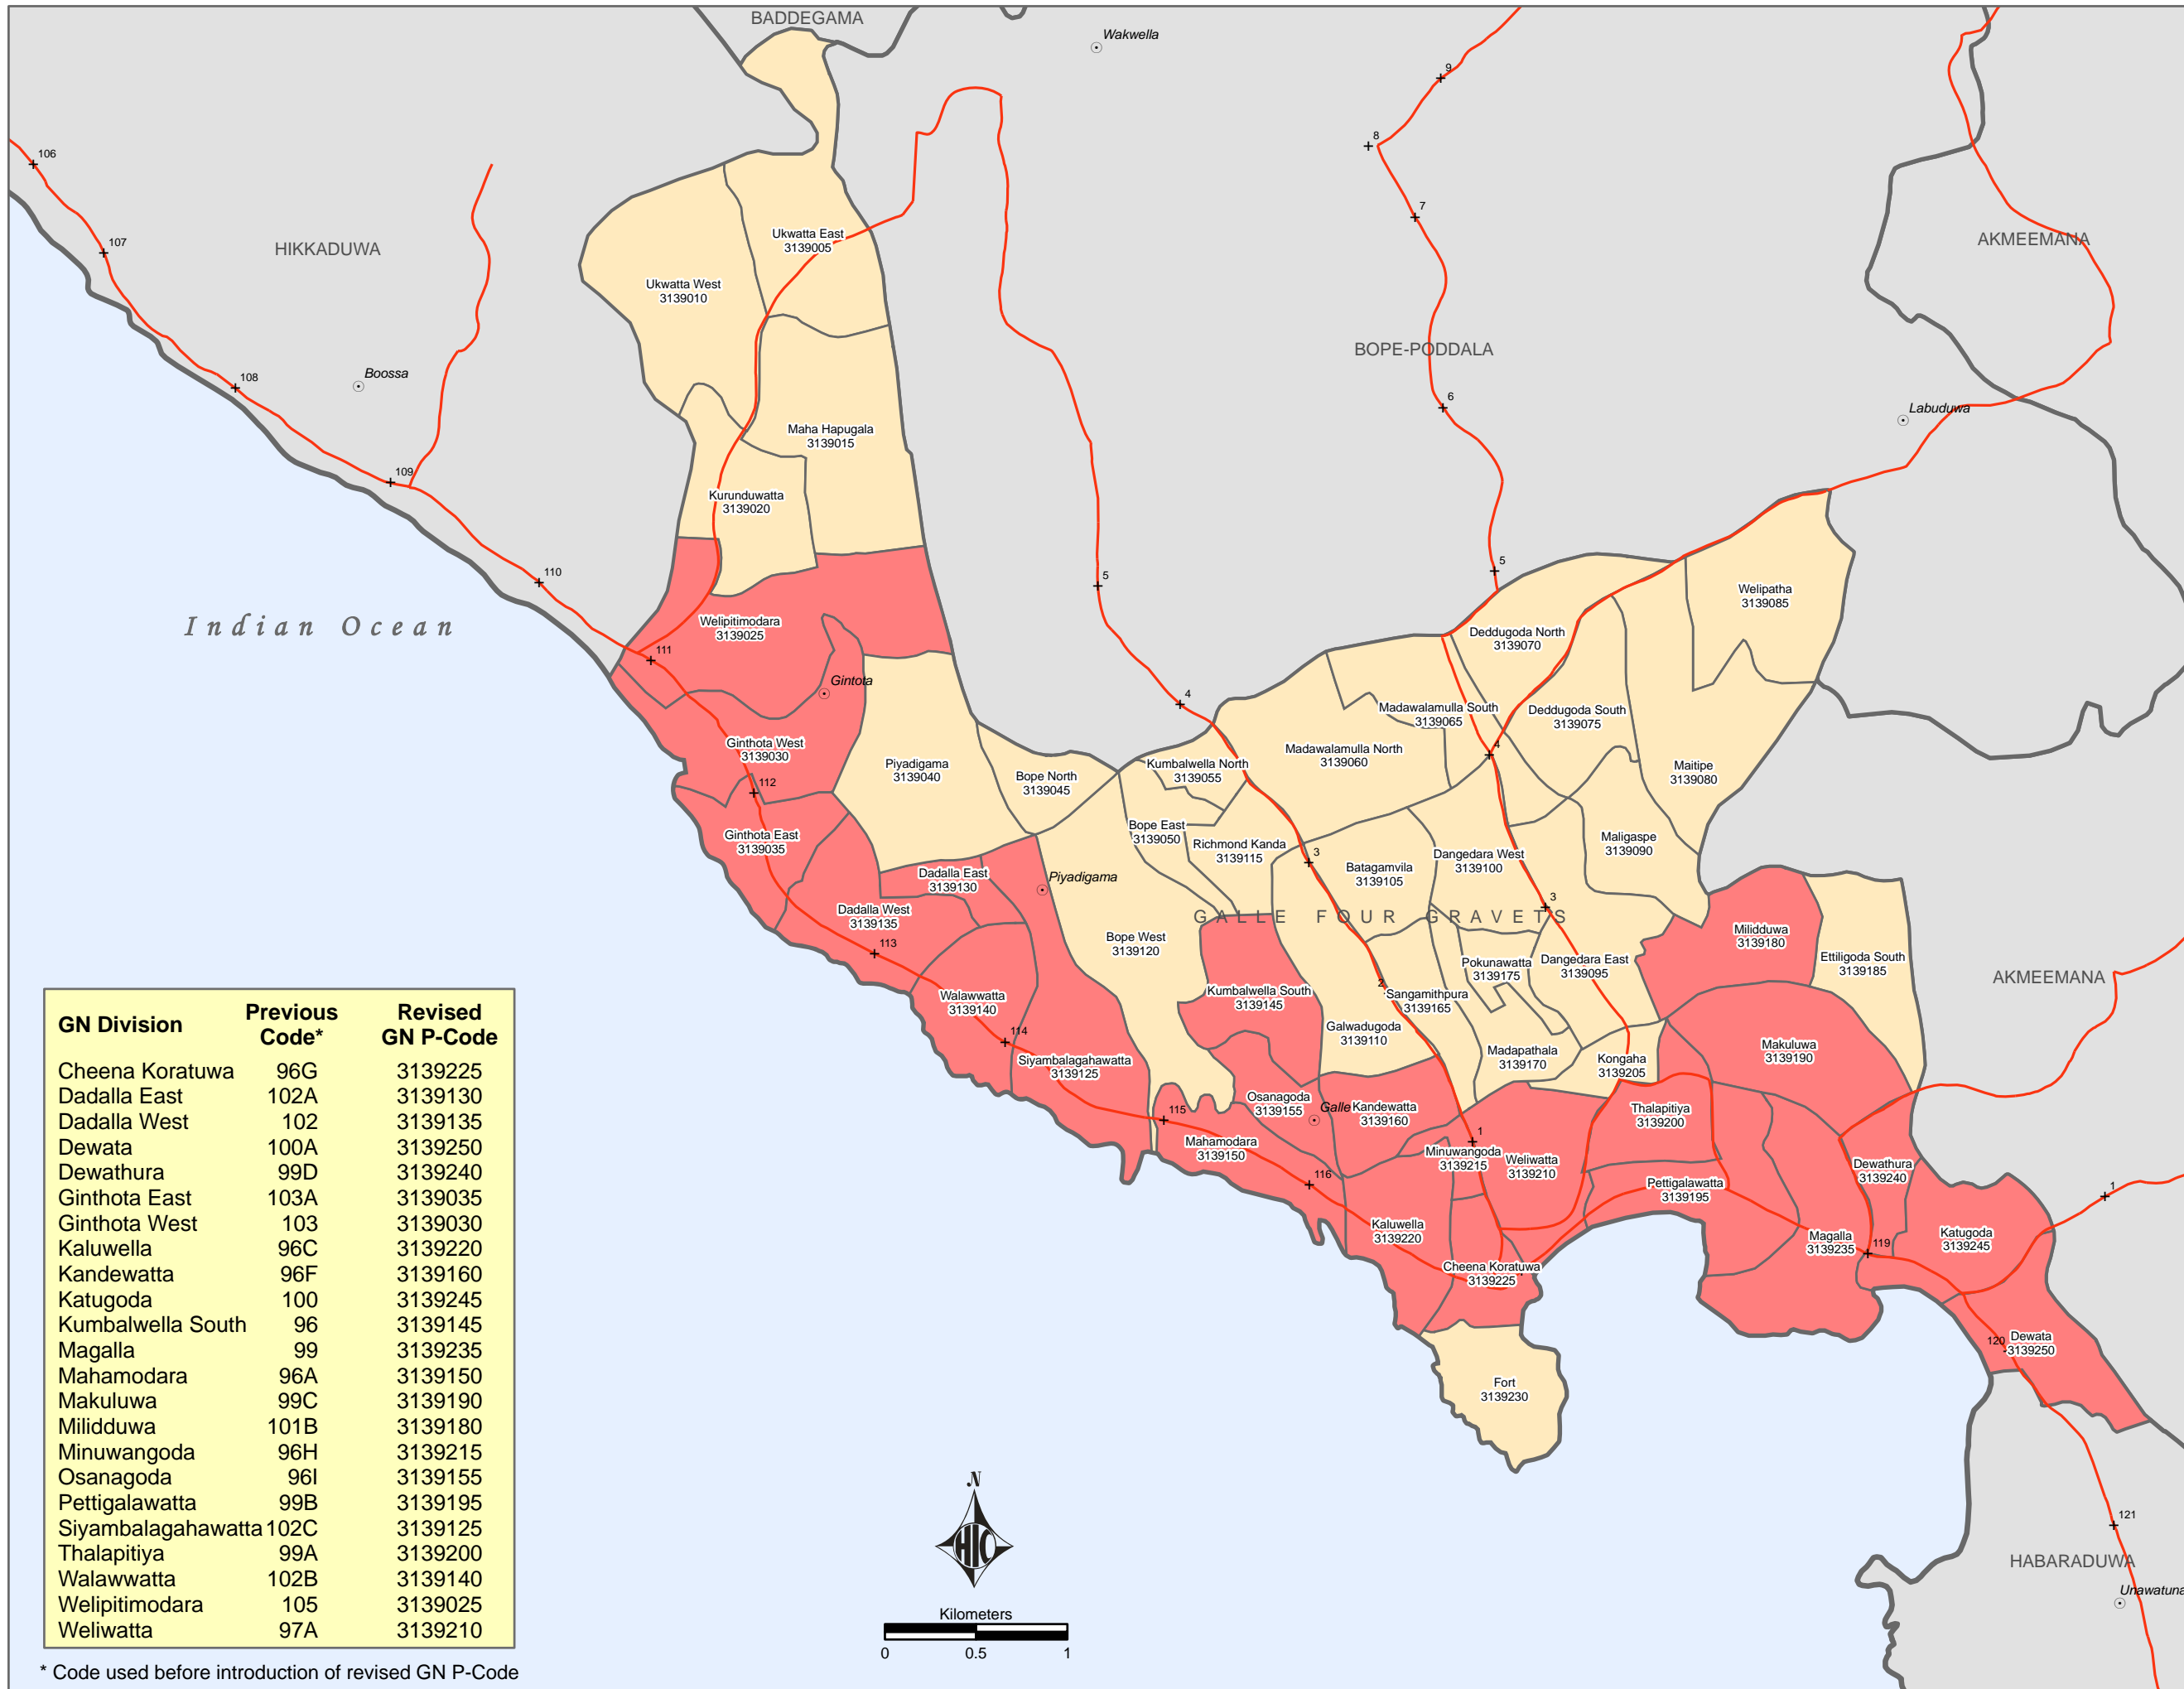 BADDEGAMA
Wakwella
9
8
106
7
107
HIKKADUWA
AKMEEMANA
Ukwatta East
3139005
Ukwatta West
3139010
BOPE-PODDALA
108
Boossa
6
Labuduwa
Maha Hapugala
3139015
109
Kurunduwatta
3139020
110
5
5
Welipatha
3139085
Indian Ocean
Welipitimodara
3139025
Deddugoda North
3139070
111
Gintota
4
Madawalamulla South
3139065
Deddugoda South
3139075
Ginthota West
3139030
Madawalamulla North
3139060
4
Piyadigama
3139040
Bope North
3139045
Kumbalwella North
3139055
Maitipe
3139080
112
Ginthota East
3139035
Bope East
3139050
Richmond Kanda
3139115
3
Batagamvila
3139105
Dangedara West
3139100
Maligaspe
3139090
Dadalla East
3139130
Piyadigama
3
Dadalla West
3139135
GALLE FOUR GRAVETS
113
Bope West
3139120
Milidduwa
3139180
Ettiligoda South
3139185
Pokunawatta
3139175
Dangedara East
3139095
AKMEEMANA
Walawwatta
3139140
Kumbalwella South
3139145
2
Sangamithpura
3139165
114
Galwadugoda
3139110
Makuluwa
3139190
Siyambalagahawatta
3139125
Madapathala
3139170
Kongaha
3139205
115
Osanagoda
3139155
Galle
Kandewatta
3139160
Thalapitiya
3139200
Mahamodara
3139150
1
Minuwangoda
3139215
Weliwatta
3139210
Dewathura
3139240
116
Pettigalawatta
3139195
1
Kaluwella
3139220
Magalla
3139235
119
Katugoda
3139245
Cheena Koratuwa
3139225
120
Dewata
3139250
Fort
3139230
121
HABARADUWA
Unawatuna
GN Division Previous Code* Revised GN P-Code
Cheena Koratuwa 96G 3139225
Dadalla East 102A 3139130
Dadalla West 102 3139135
Dewata 100A 3139250
Dewathura 99D 3139240
Ginthota East 103A 3139035
Ginthota West 103 3139030
Kaluwella 96C 3139220
Kandewatta 96F 3139160
Katugoda 100 3139245
Kumbalwella South 96 3139145
Magalla 99 3139235
Mahamodara 96A 3139150
Makuluwa 99C 3139190
Milidduwa 101B 3139180
Minuwangoda 96H 3139215
Osanagoda 96I 3139155
Pettigalawatta 99B 3139195
Siyambalagahawatta 102C 3139125
Thalapitiya 99A 3139200
Walawwatta 102B 3139140
Welipitimodara 105 3139025
Weliwatta 97A 3139210
* Code used before introduction of revised GN P-Code
N
HIC
Kilometers
0 0.5 1